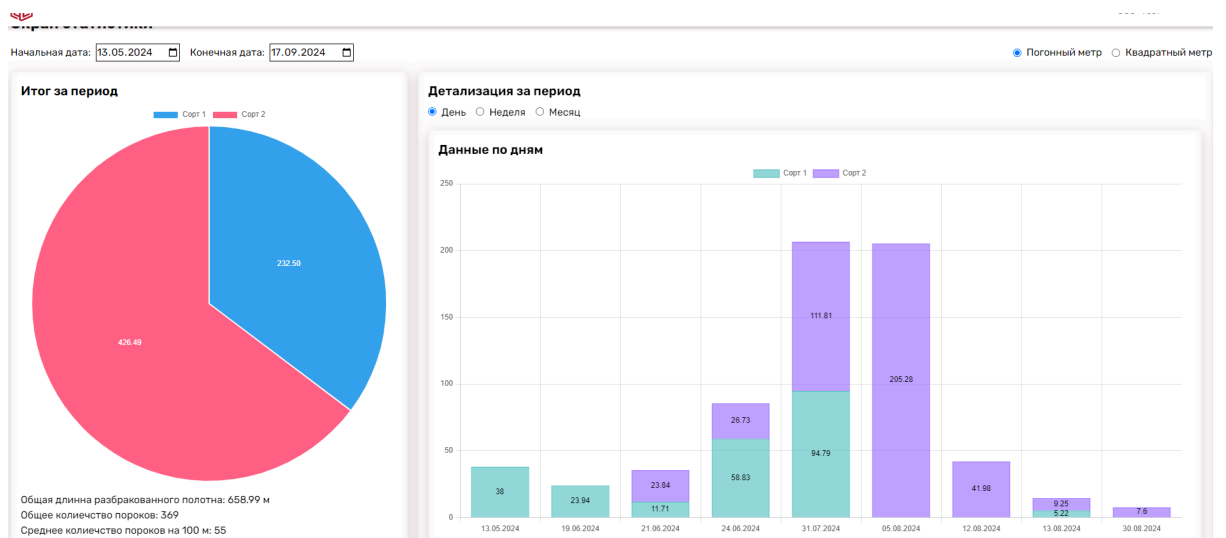 Экран статистики
Начальная дата: 13.05.2024 Конечная дата: 17.09.2024 Погонный метр Квадратный метр
Итог за период
Сорт 1 Сорт 2
232.50
426.49
Общая длинна разбракованного полотна: 658.99 м
Общее колиечство пороков: 369
Среднее колиечство пороков на 100 м: 55
Детализация за период
День Неделя Месяц
Данные по дням
Сорт 1 Сорт 2
250
200
150
100
50
0
38
23.94
23.84
11.71
26.73
58.83
111.81
94.79
205.28
41.98
9.25
5.22
7.6
13.05.2024 19.06.2024 21.06.2024 24.06.2024 31.07.2024 05.08.2024 12.08.2024 13.08.2024 30.08.2024